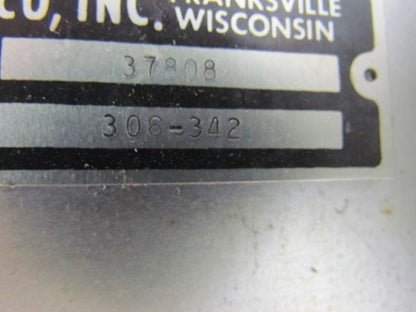 CO, INC. FRANKSVILLE
WISCONSIN
37808
306-342